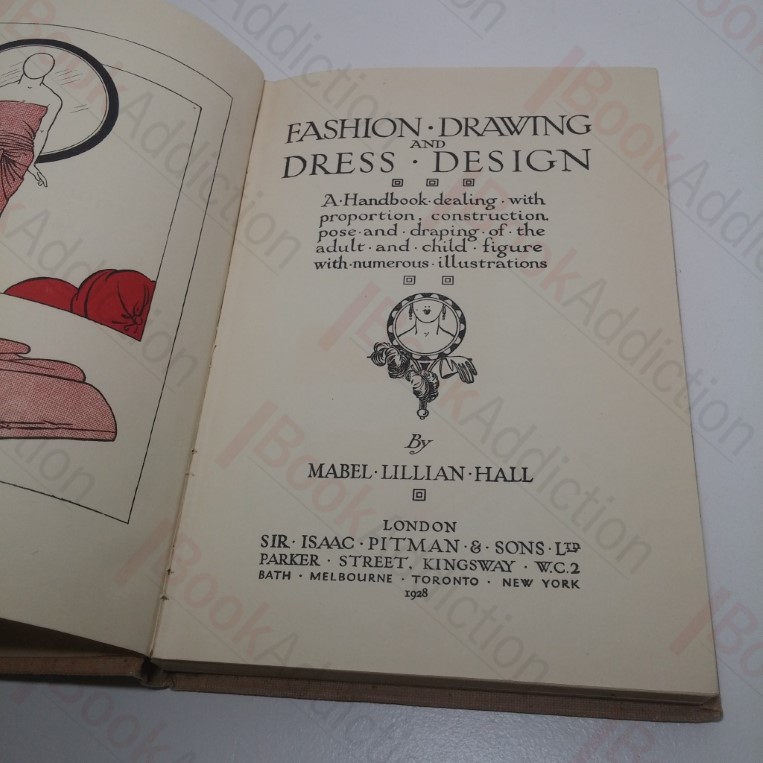 FASHION · DRAWING
AND
DRESS · DESIGN
A · Handbook · dealing · with
proportion, construction,
pose · and · draping · of · the
adult · and · child · figure
with · numerous · illustrations
By
MABEL · LILLIAN · HALL
LONDON
SIR · ISAAC · PITMAN · & · SONS · LTD
PARKER · STREET, KINGSWAY · W.C.2
BATH · MELBOURNE · TORONTO · NEW YORK
1928
BookAddiction